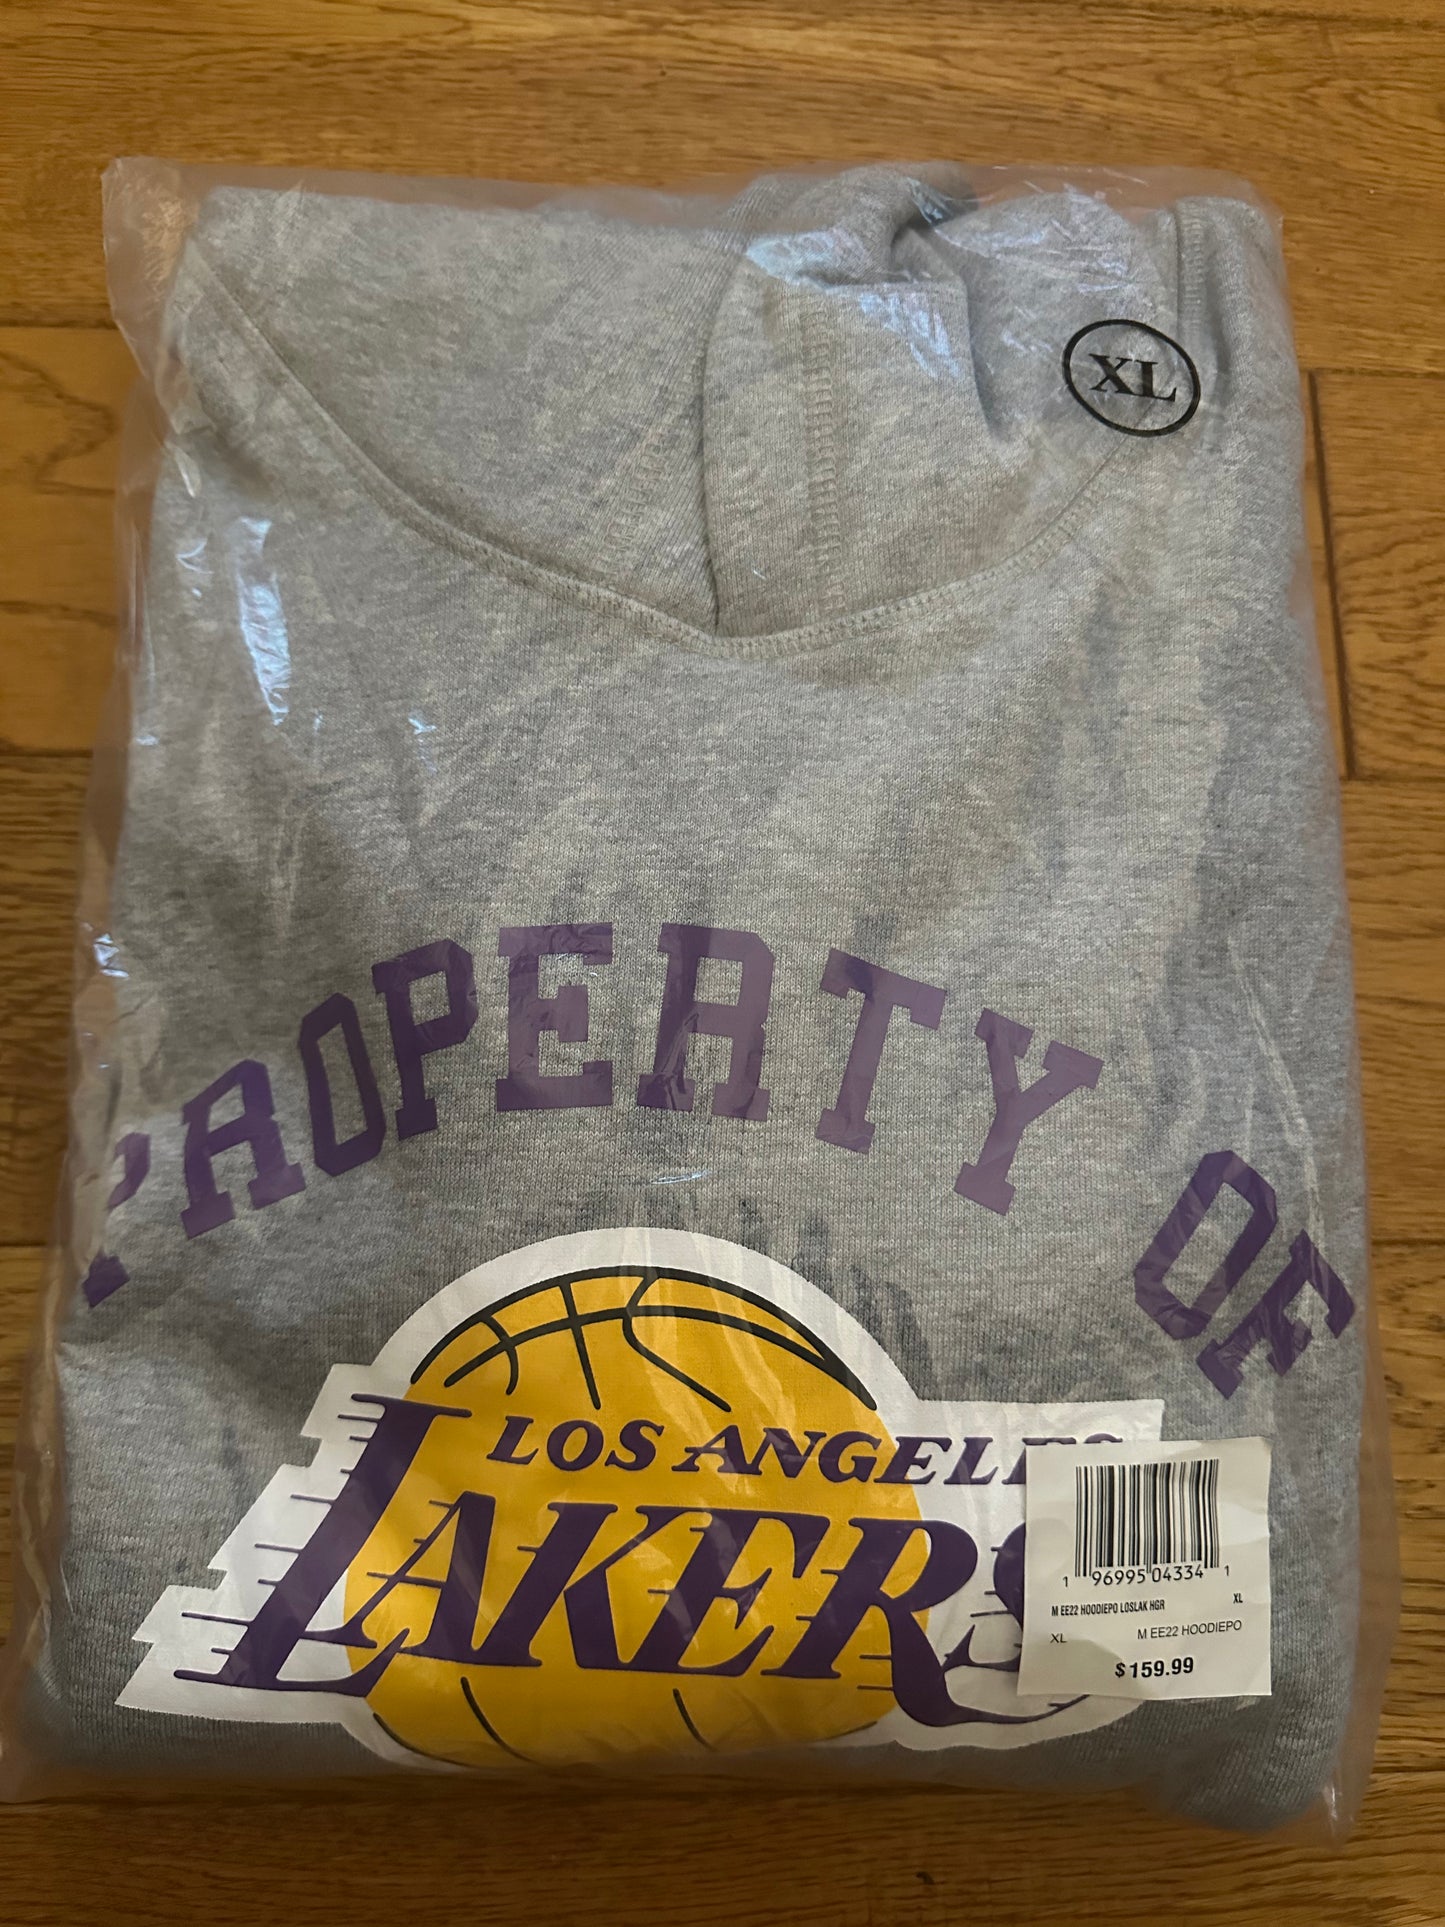 XL
PROPERTY OF
LOS ANGELES
LAKERS
1 96995 04334 1
M EE22 HOODIEPO LOSLAK HGR XL
XL M EE22 HOODIEPO
$159.99